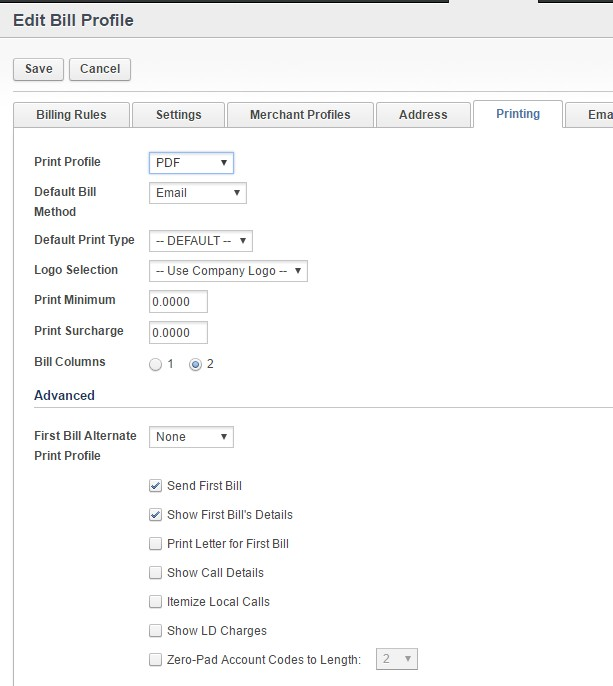 Edit Bill Profile
Save Cancel
Billing Rules Settings Merchant Profiles Address Printing Ema
Print Profile PDF
Default Bill Method Email
Default Print Type -- DEFAULT --
Logo Selection -- Use Company Logo --
Print Minimum 0.0000
Print Surcharge 0.0000
Bill Columns 1 2
Advanced
First Bill Alternate Print Profile None
Send First Bill
Show First Bill's Details
Print Letter for First Bill
Show Call Details
Itemize Local Calls
Show LD Charges
Zero-Pad Account Codes to Length: 2